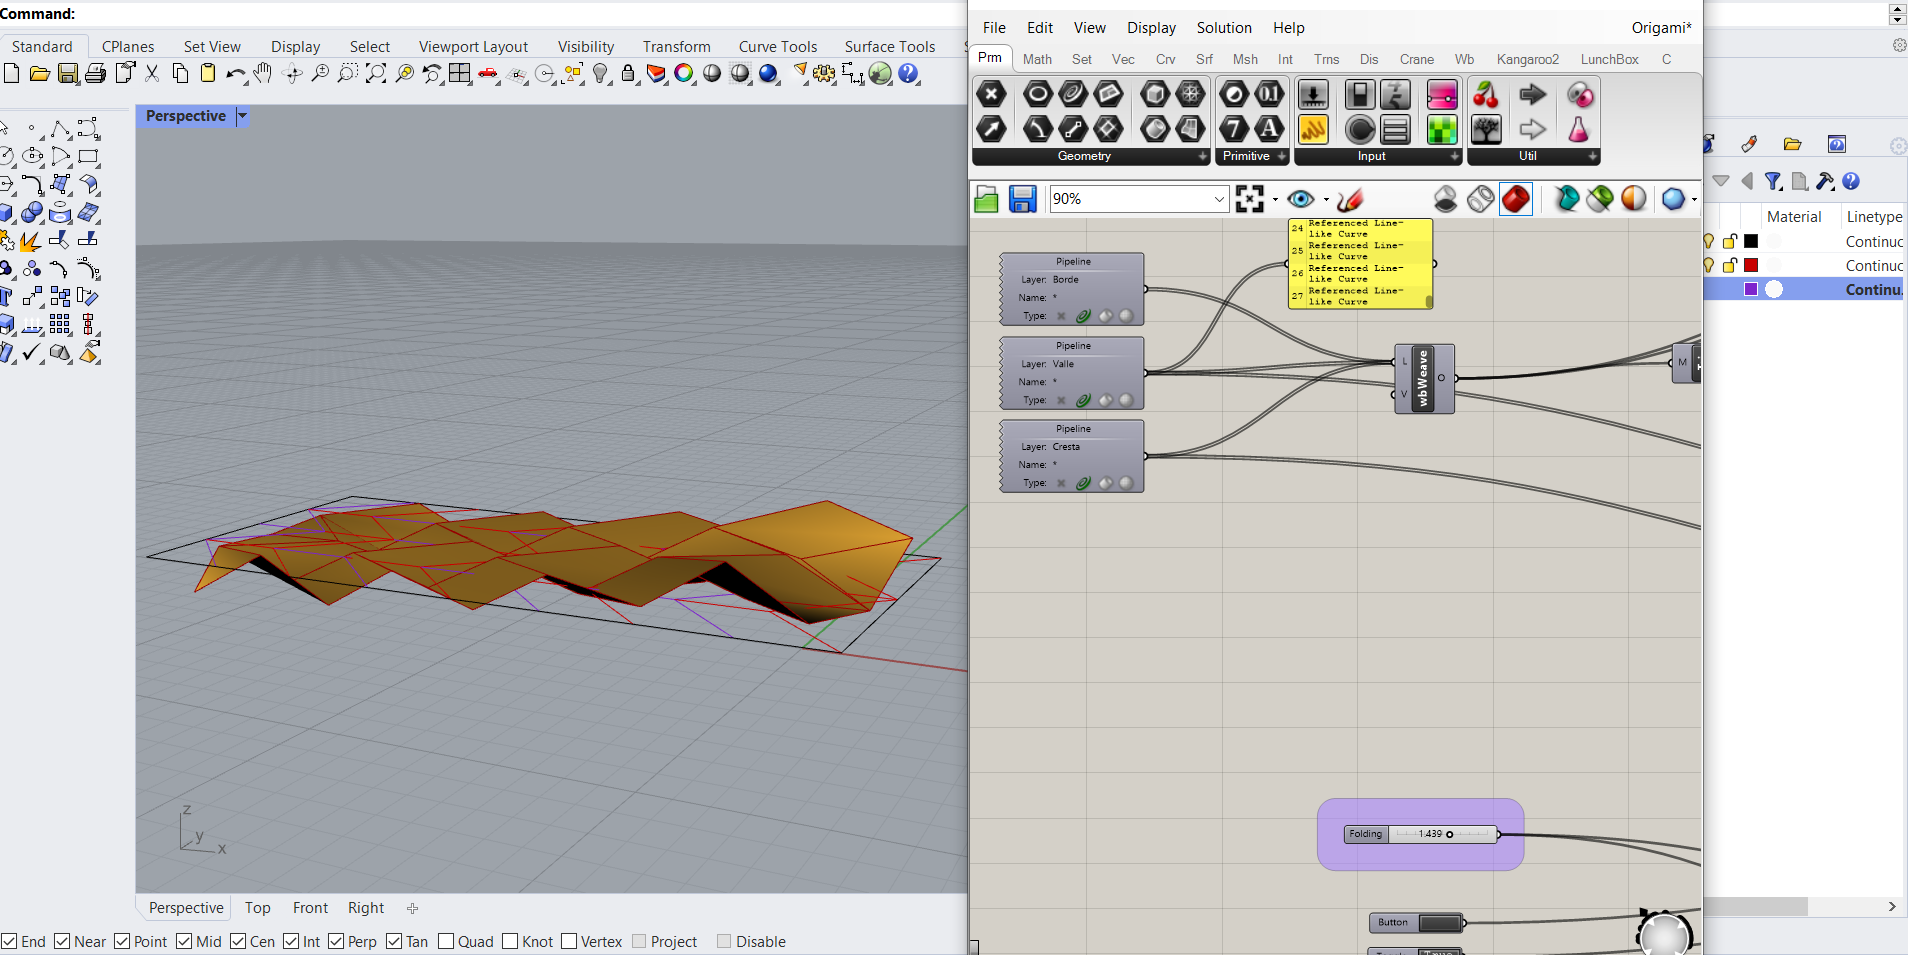 Command:
Standard CPlanes Set View Display Select Viewport Layout Visibility Transform Curve Tools Surface Tools
Perspective
z
y
x
Perspective Top Front Right
End Near Point Mid Cen Int Perp Tan Quad Knot Vertex Project Disable
File Edit View Display Solution Help Origami*
Prm Math Set Vec Crv Srf Msh Int Trns Dis Crane Wb Kangaroo2 LunchBox C
0.1
7 A
Geometry Primitive Input Util
90%
24 Referenced Line-
like Curve
25 Referenced Line-
like Curve
26 Referenced Line-
like Curve
27 Referenced Line-
like Curve
Pipeline
Layer: Borde
Name: *
Type:
Pipeline
Layer: Valle
Name: *
Type:
Pipeline
Layer: Cresta
Name: *
Type:
L
V
wbWeave
O
M
Folding 1.439
Button
Material Linetype
Continuc
Continuc
Continu.